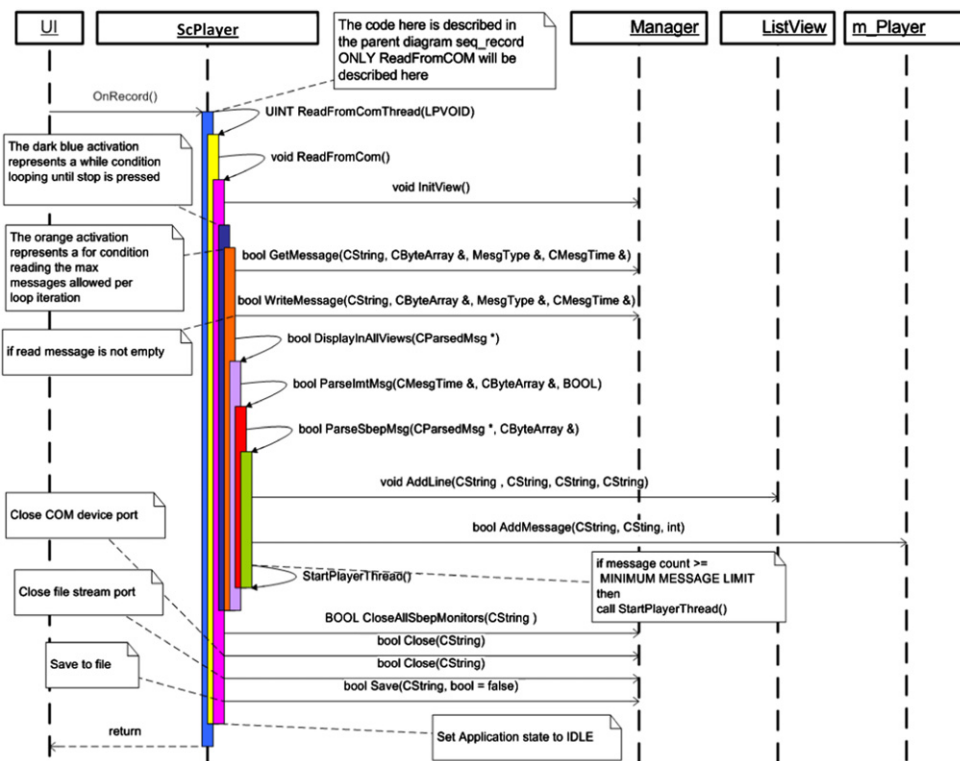 UI
ScPlayer
Manager
ListView
m_Player
The code here is described in
the parent diagram seq_record
ONLY ReadFromCOM will be
described here
OnRecord()
UINT ReadFromComThread(LPVOID)
The dark blue activation
represents a while condition
looping until stop is pressed
void ReadFromCom()
void InitView()
The orange activation
represents a for condition
reading the max
messages allowed per
loop iteration
bool GetMessage(CString, CByteArray &, MesgType &, CMesgTime &)
bool WriteMessage(CString, CByteArray &, MesgType &, CMesgTime &)
if read message is not empty
bool DisplayInAllViews(CParsedMsg *)
bool ParseImtMsg(CMesgTime &, CByteArray &, BOOL)
bool ParseSbepMsg(CParsedMsg *, CByteArray &)
void AddLine(CString , CString, CString, CString)
Close COM device port
bool AddMessage(CString, CSting, int)
if message count >=
MINIMUM MESSAGE LIMIT
then
call StartPlayerThread()
StartPlayerThread()
Close file stream port
BOOL CloseAllSbepMonitors(CString )
bool Close(CString)
bool Close(CString)
Save to file
bool Save(CString, bool = false)
return
Set Application state to IDLE